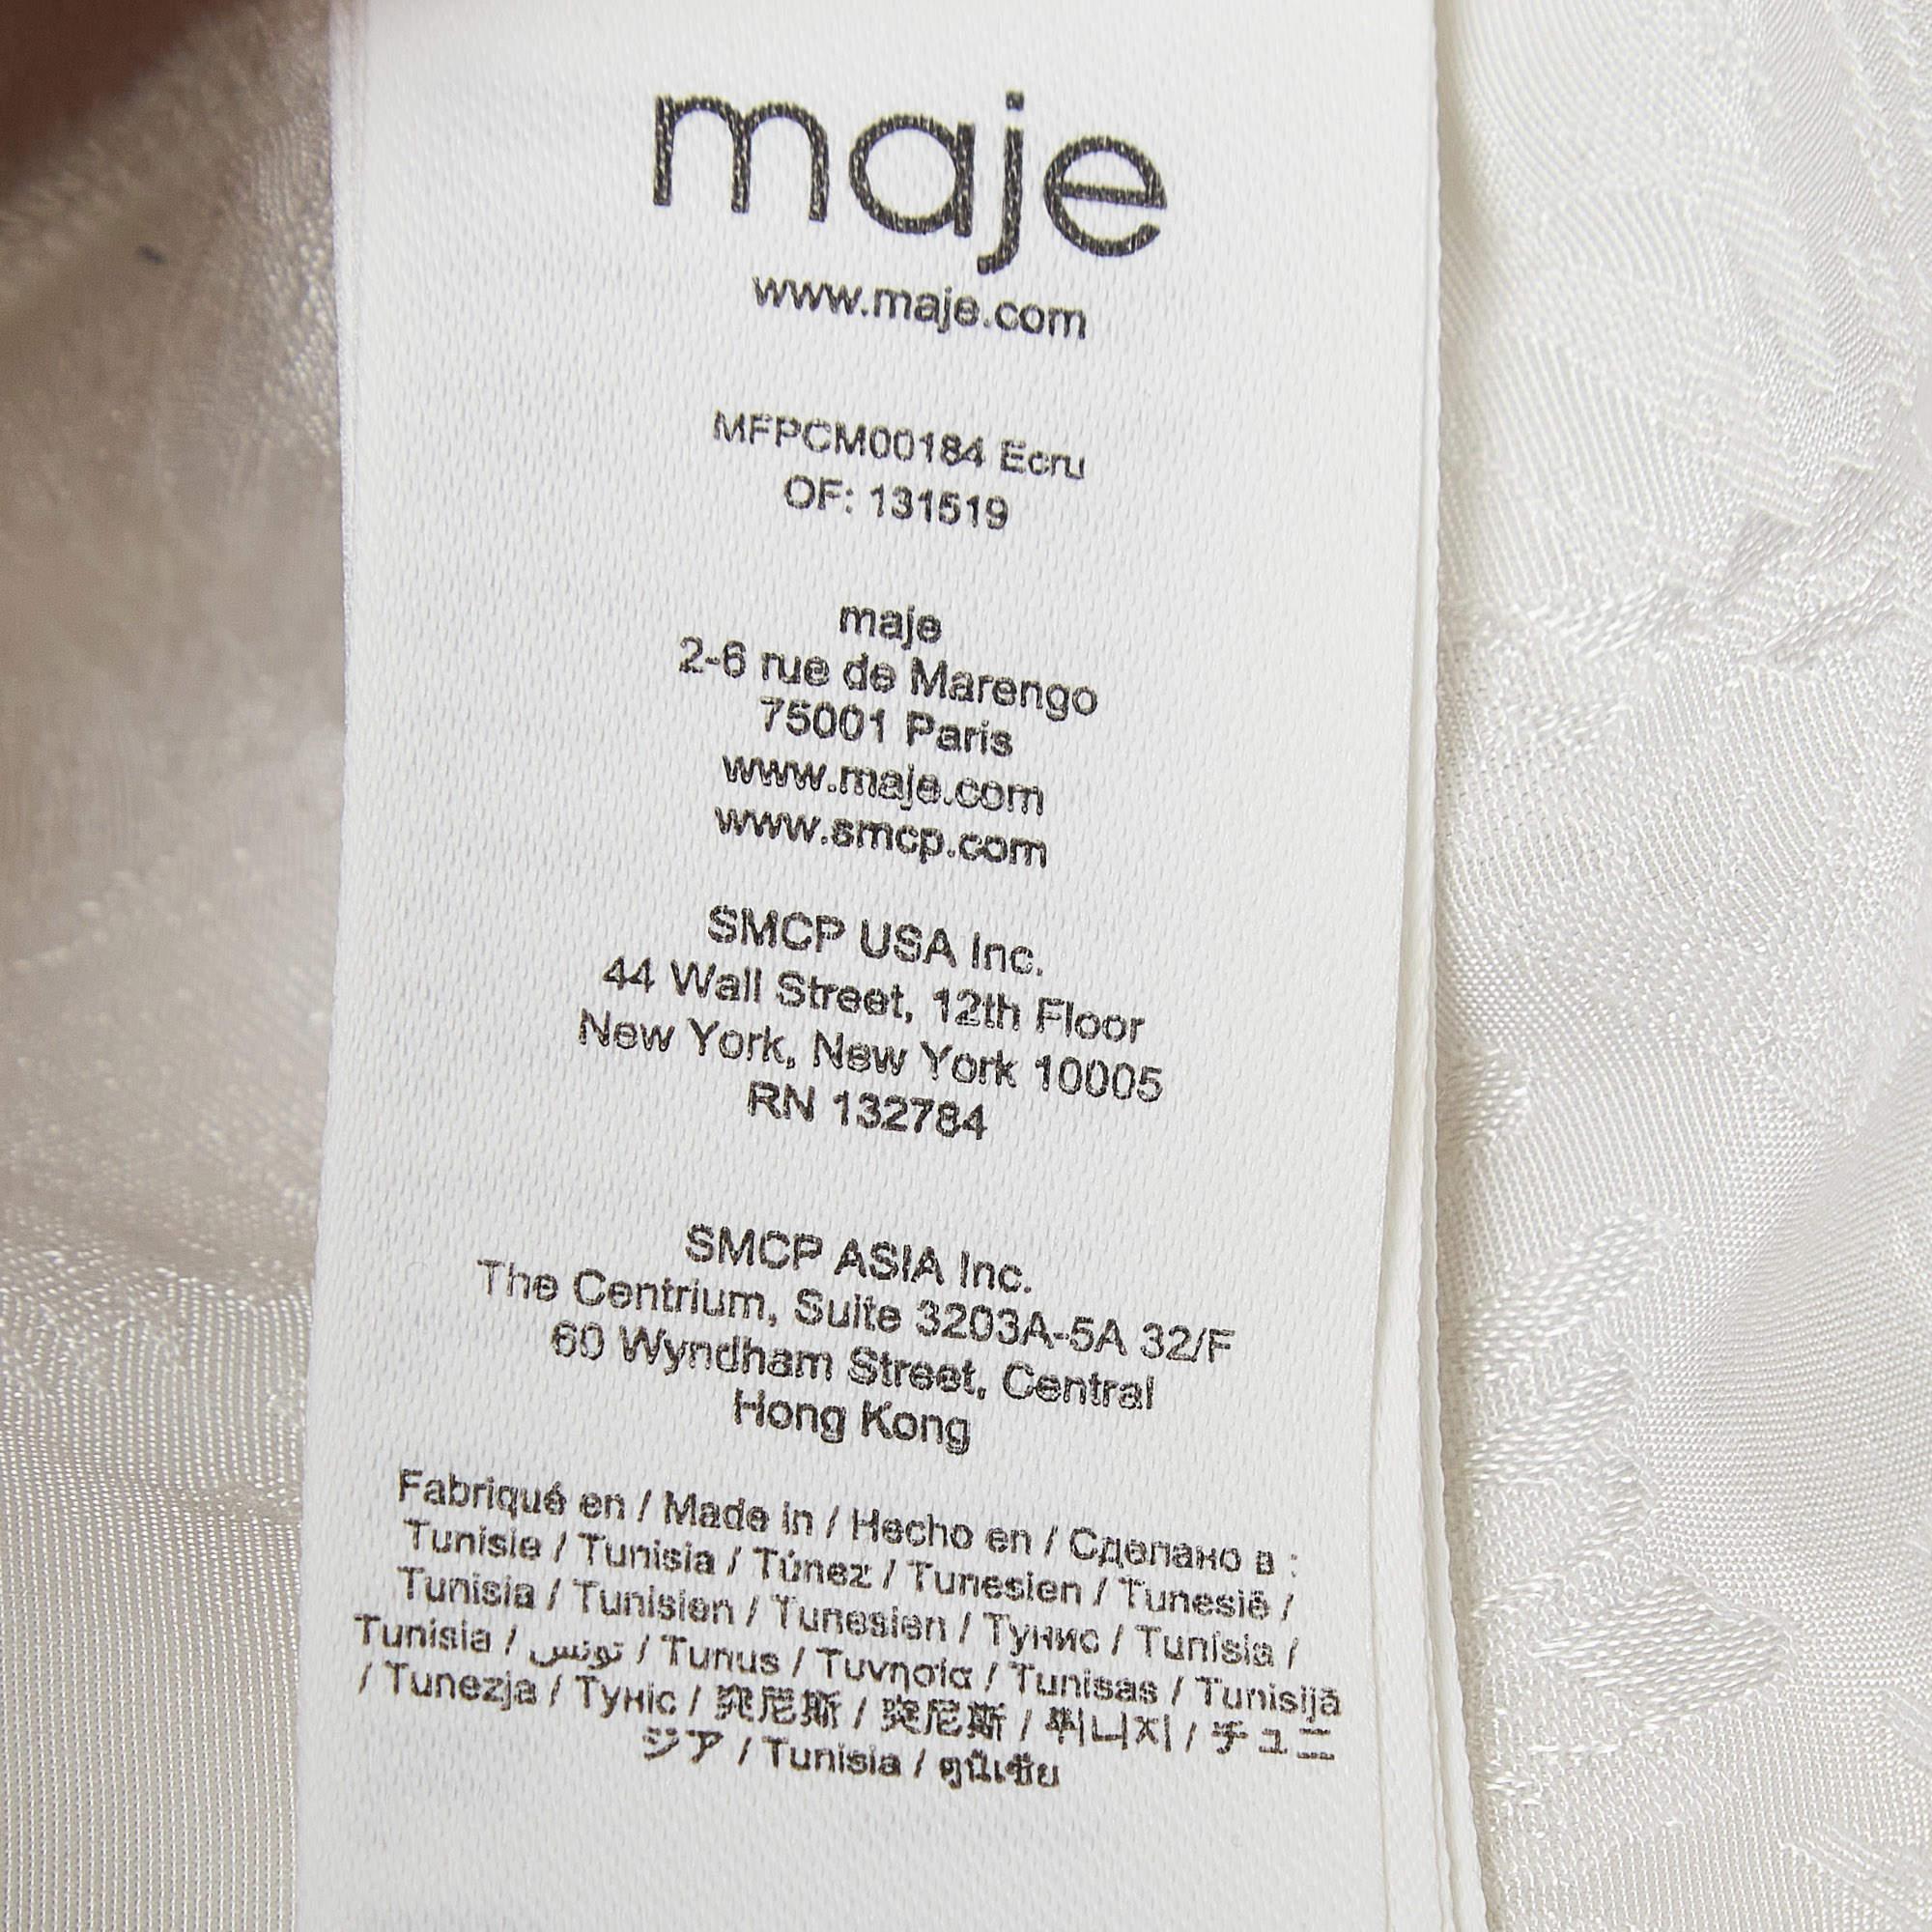 maje
www.maje.com
MFPCM00184 Ecru
OF: 131519
maje
2-6 rue de Marengo
75001 Paris
www.maje.com
www.smcp.com
SMCP USA Inc.
44 Wall Street, 12th Floor
New York, New York 10005
RN 132784
SMCP ASIA Inc.
The Centrium, Suite 3203A-5A 32/F
60 Wyndham Street, Central
Hong Kong
Fabriqué en / Made in / Hecho en / Сделано в :
Tunisie / Tunisia / Túnez / Tunesien / Tunesië /
Tunisia / Tunisien / Tunesien / Тунис / Tunísia /
Tunisia / تونس / Tunus / Τυνησία / Tunisas / Tunisijā
/ Tunezja / Туніс / 突尼斯 / 突尼斯 / 튀니지 / チュニ
ジア / Tunisia / ตูนิเซีย